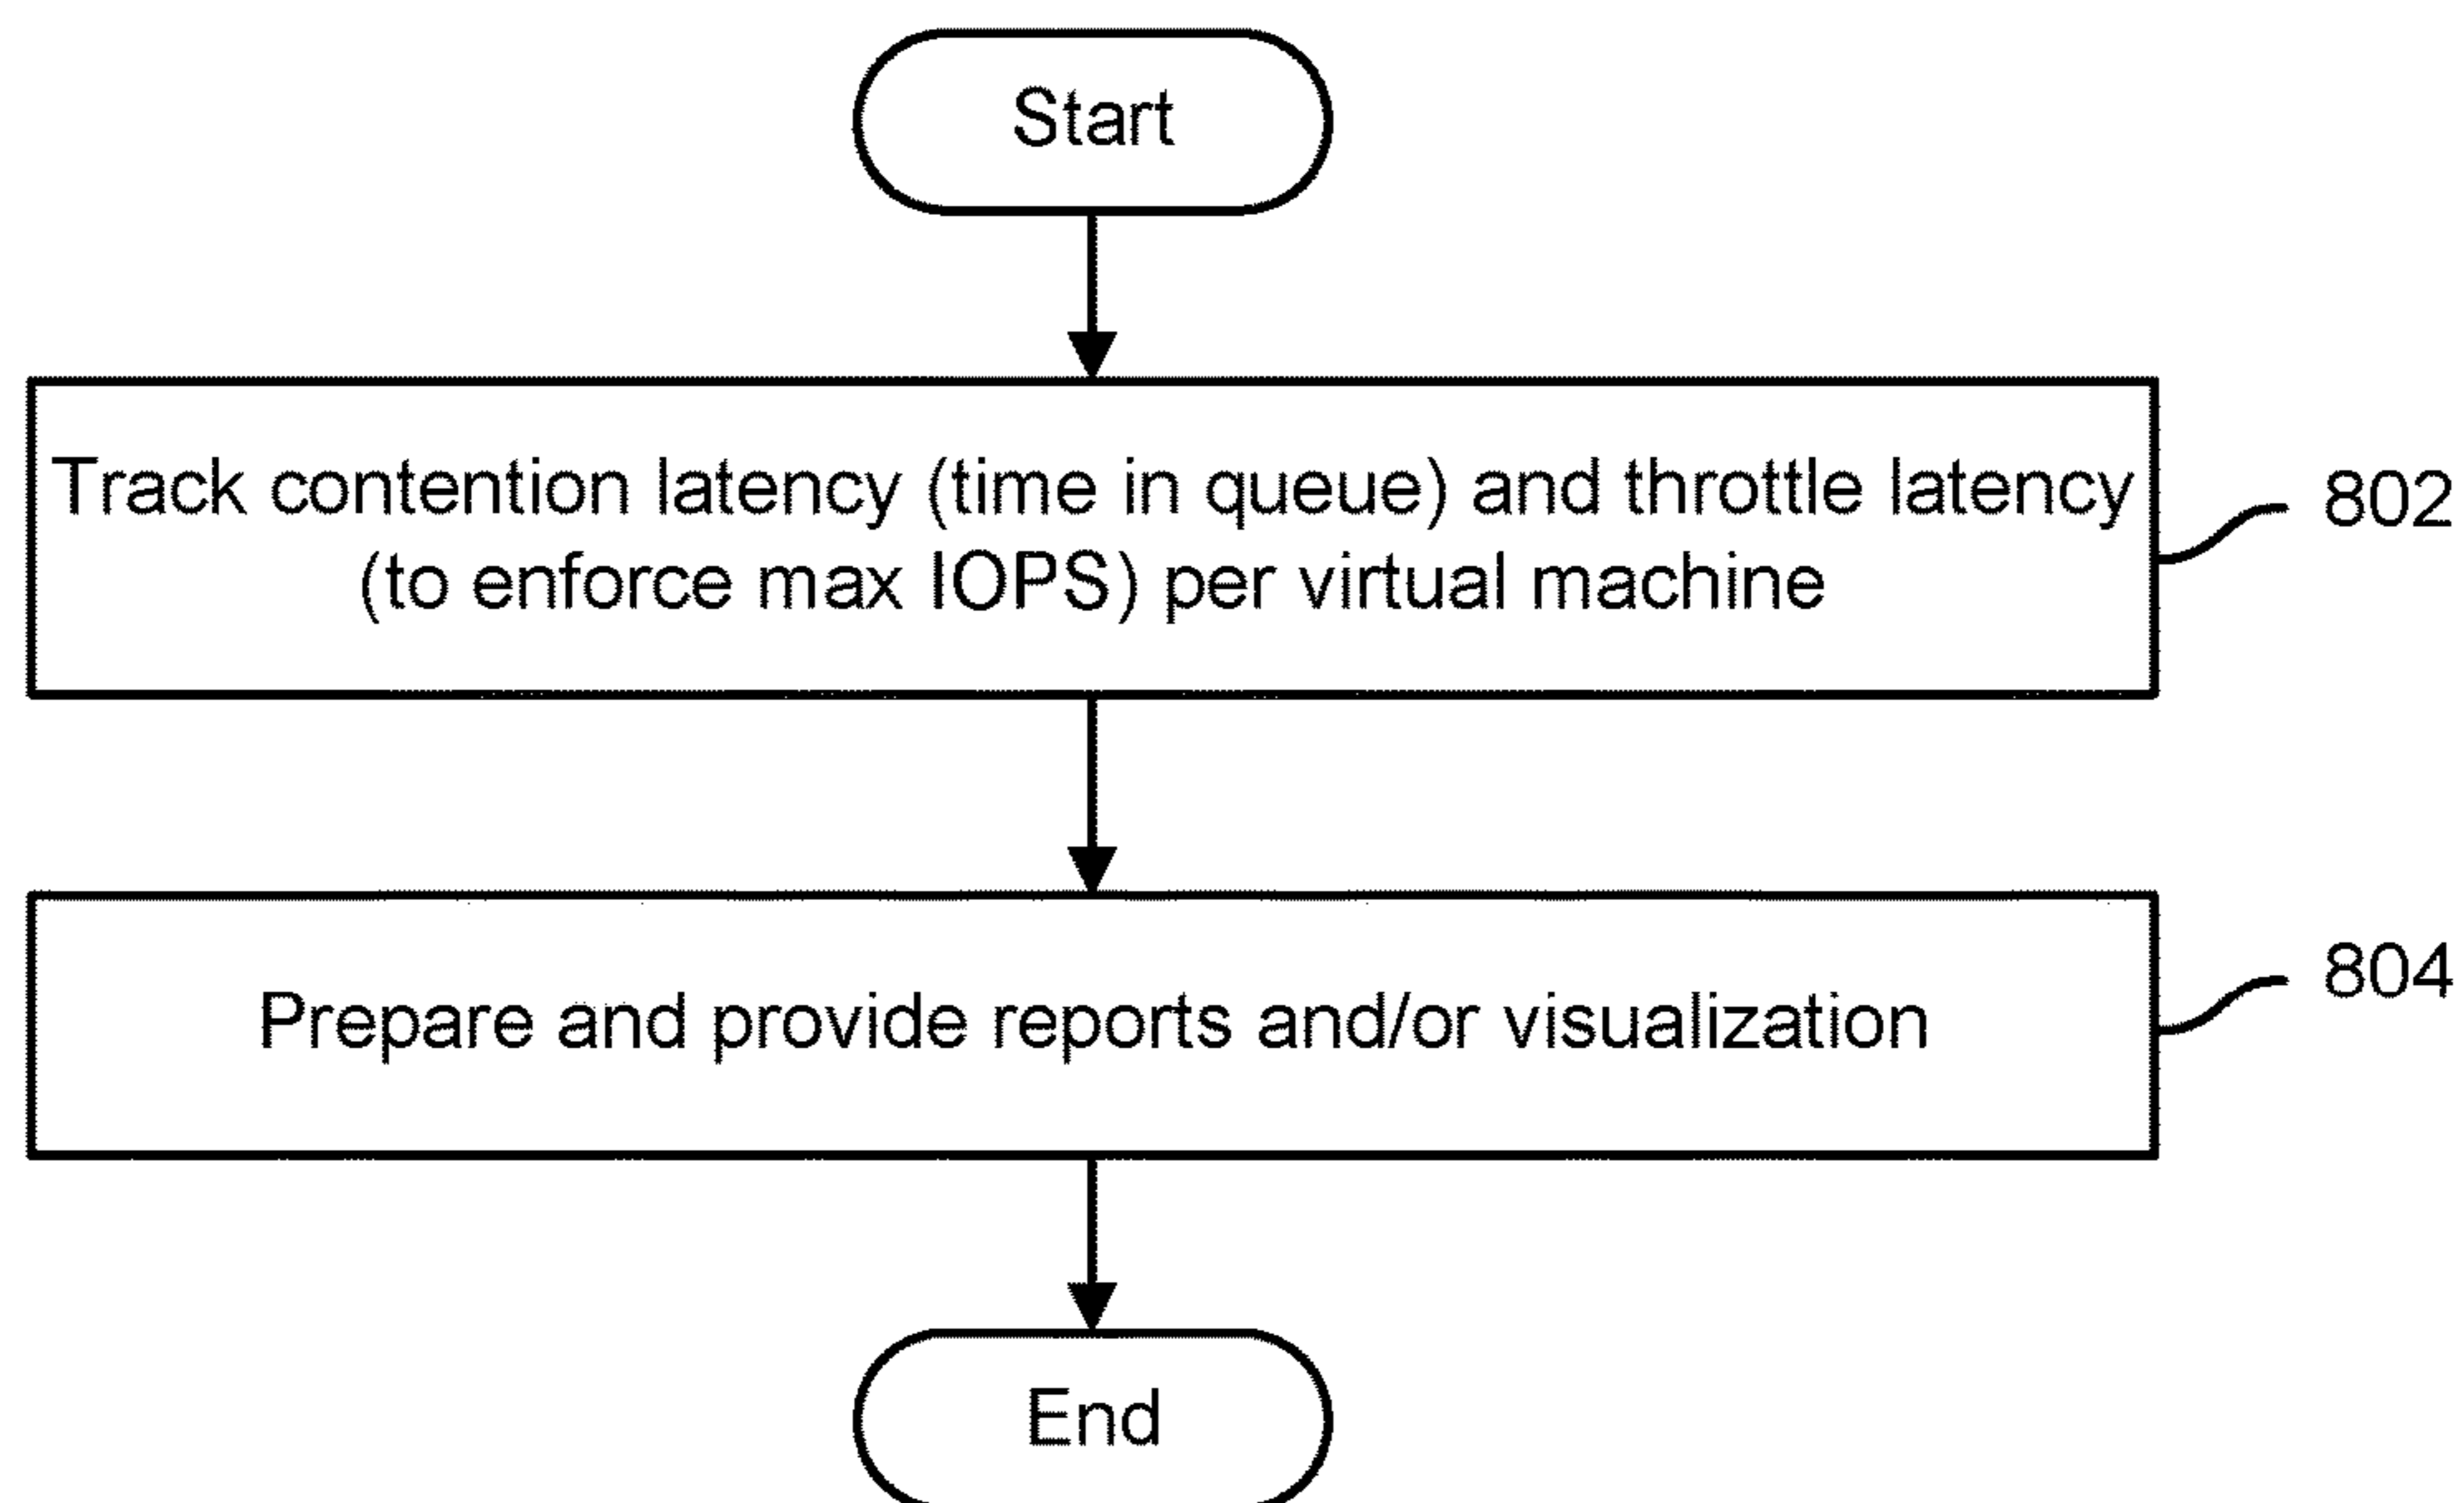 Start
Track contention latency (time in queue) and throttle latency
(to enforce max IOPS) per virtual machine
802
Prepare and provide reports and/or visualization
804
End